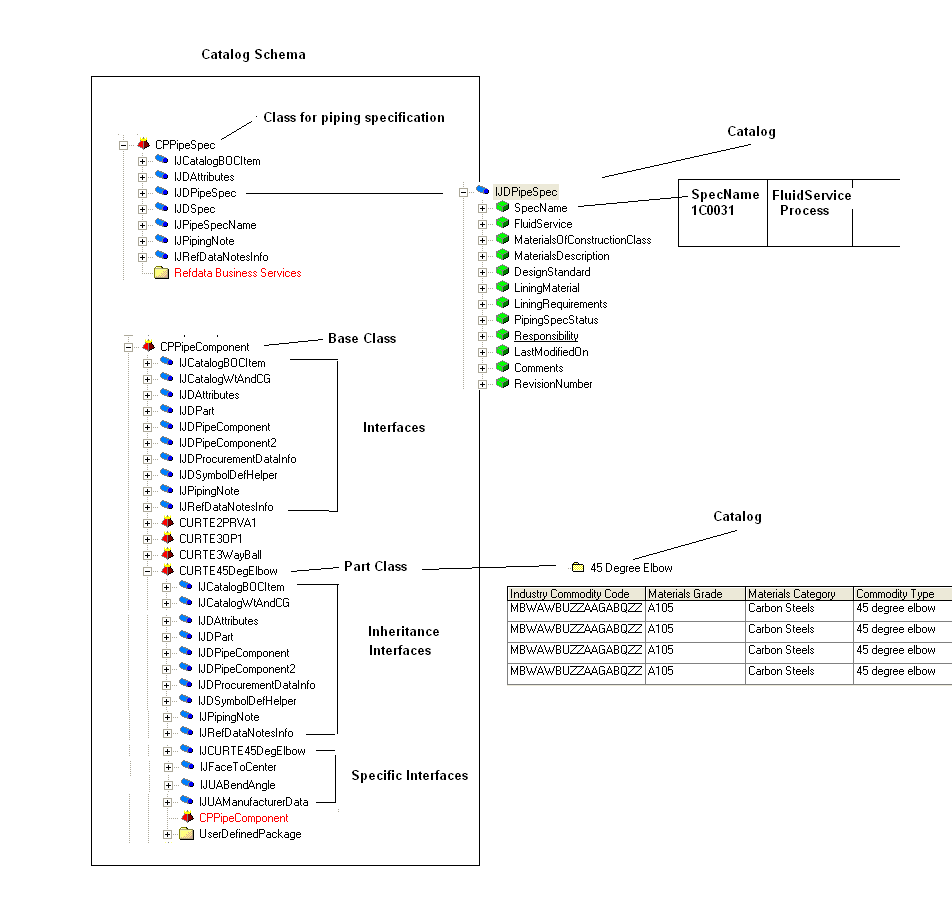 Catalog Schema
Class for piping specification
CPPipeSpec
IJCatalogBOCItem
IJDAttributes
IJDPipeSpec
IJDSpec
IJPipeSpecName
IJPipingNote
IJRefDataNotesInfo
Refdata Business Services
Catalog
IJDPipeSpec
SpecName
FluidService
MaterialsOfConstructionClass
MaterialsDescription
DesignStandard
LiningMaterial
LiningRequirements
PipingSpecStatus
Responsibility
LastModifiedOn
Comments
RevisionNumber
SpecName FluidService
1C0031 Process
Base Class
CPPipeComponent
IJCatalogBOCItem
IJCatalogWtAndCG
IJDAttributes
IJDPart
IJDPipeComponent
IJDPipeComponent2
IJDProcurementDataInfo
IJDSymbolDefHelper
IJPipingNote
IJRefDataNotesInfo
Interfaces
CURTE2PRVA1
CURTE3OP1
CURTE3WayBall
CURTE45DegElbow
Part Class
IJCatalogBOCItem
IJCatalogWtAndCG
IJDAttributes
IJDPart
IJDPipeComponent
IJDPipeComponent2
IJDProcurementDataInfo
IJDSymbolDefHelper
IJPipingNote
IJRefDataNotesInfo
Inheritance
Interfaces
IJCURTE45DegElbow
IJFaceToCenter
IJUABendAngle
IJUAManufacturerData
Specific Interfaces
CPPipeComponent
UserDefinedPackage
Catalog
45 Degree Elbow
Industry Commodity Code Materials Grade Materials Category Commodity Type
MBWAWBUZZAAGABQZZ A105 Carbon Steels 45 degree elbow
MBWAWBUZZAAGABQZZ A105 Carbon Steels 45 degree elbow
MBWAWBUZZAAGABQZZ A105 Carbon Steels 45 degree elbow
MBWAWBUZZAAGABQZZ A105 Carbon Steels 45 degree elbow